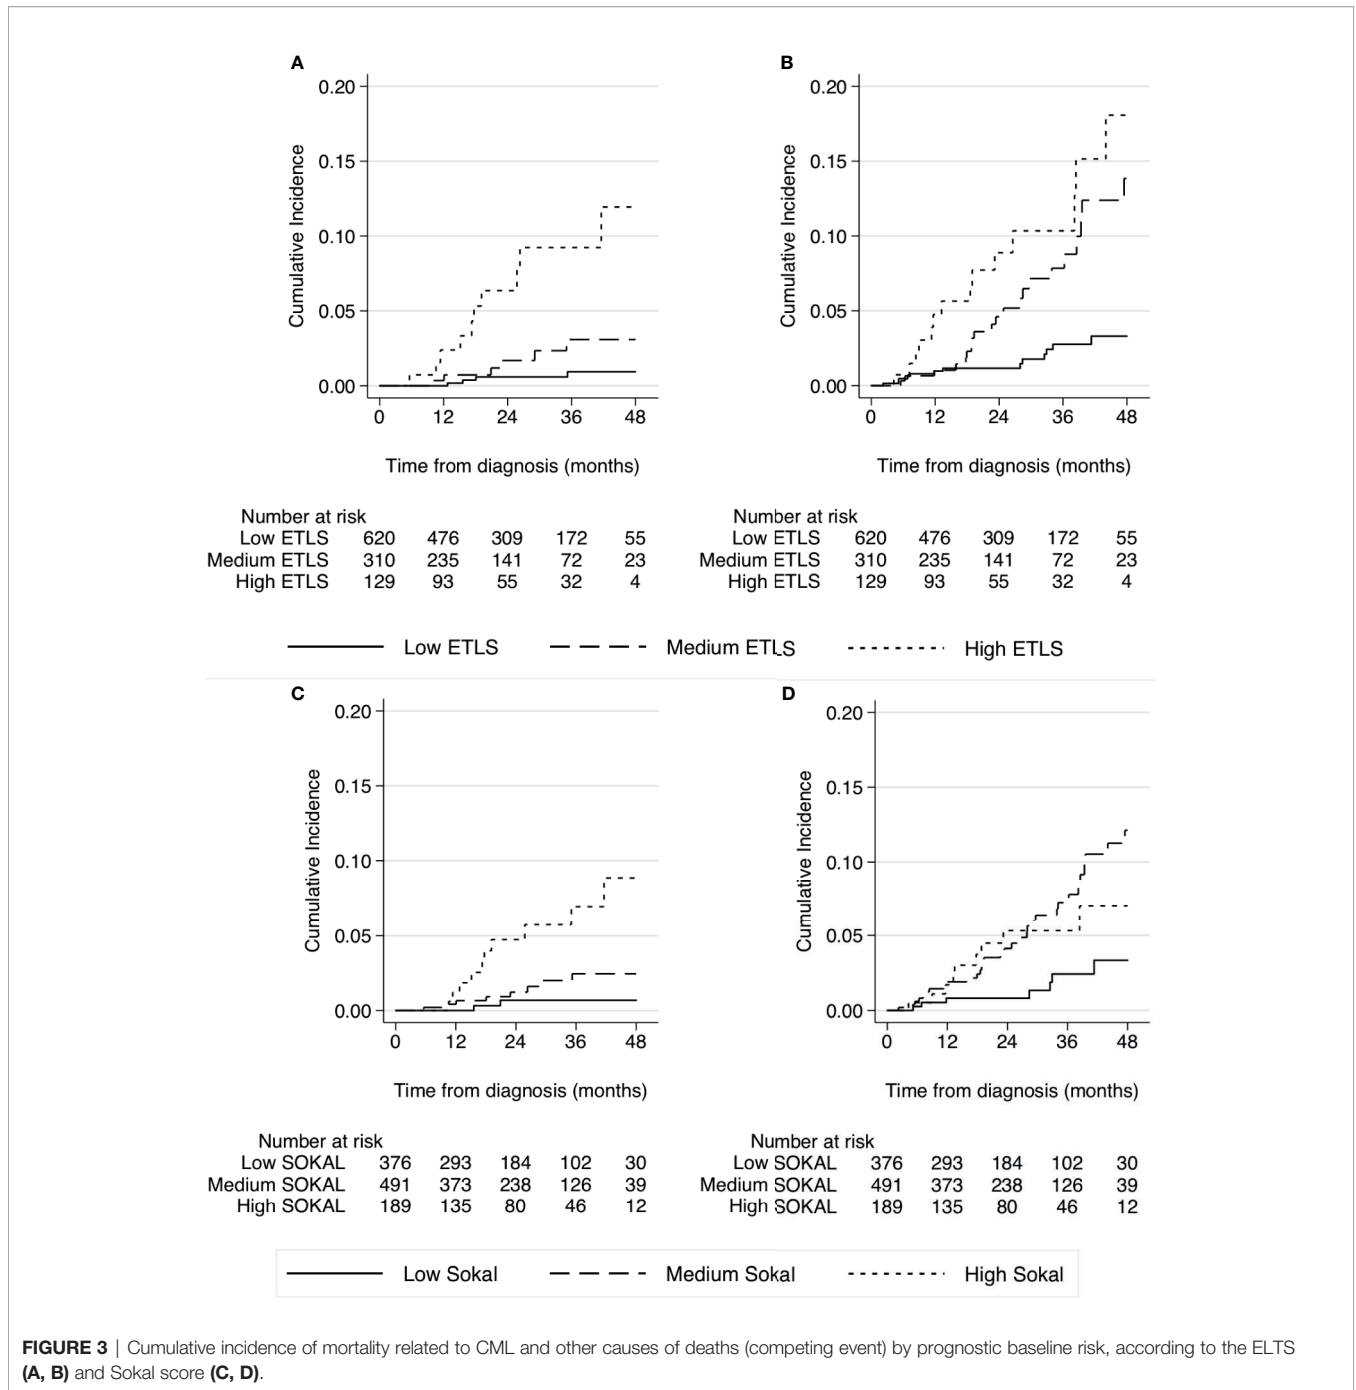 A
0.20
0.15
0.10
0.05
0.00
Cumulative Incidence
0 12 24 36 48
Time from diagnosis (months)
Number at risk
Low ETLS 620 476 309 172 55
Medium ETLS 310 235 141 72 23
High ETLS 129 93 55 32 4
B
0.20
0.15
0.10
0.05
0.00
Cumulative Incidence
0 12 24 36 48
Time from diagnosis (months)
Number at risk
Low ETLS 620 476 309 172 55
Medium ETLS 310 235 141 72 23
High ETLS 129 93 55 32 4
Low ETLS Medium ETLS High ETLS
C
0.20
0.15
0.10
0.05
0.00
Cumulative Incidence
0 12 24 36 48
Time from diagnosis (months)
Number at risk
Low SOKAL 376 293 184 102 30
Medium SOKAL 491 373 238 126 39
High SOKAL 189 135 80 46 12
D
0.20
0.15
0.10
0.05
0.00
Cumulative Incidence
0 12 24 36 48
Time from diagnosis (months)
Number at risk
Low SOKAL 376 293 184 102 30
Medium SOKAL 491 373 238 126 39
High SOKAL 189 135 80 46 12
Low Sokal Medium Sokal High Sokal
FIGURE 3 | Cumulative incidence of mortality related to CML and other causes of deaths (competing event) by prognostic baseline risk, according to the ELTS
(A, B) and Sokal score (C, D).